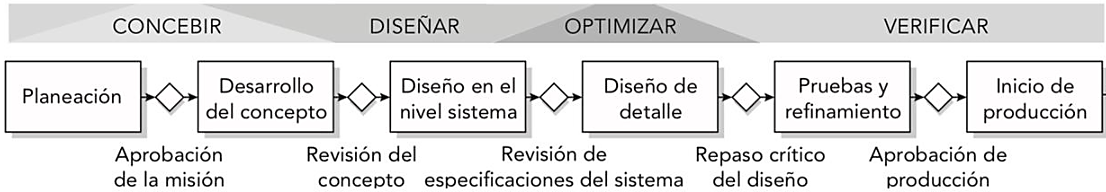 CONCEBIR
DISEÑAR
OPTIMIZAR
VERIFICAR
Planeación
Desarrollo
del concepto
Diseño en el
nivel sistema
Diseño de
detalle
Pruebas y
refinamiento
Inicio de
producción
Aprobación
de la misión
Revisión del
concepto
Revisión de
especificaciones del sistema
Repaso crítico
del diseño
Aprobación de
producción